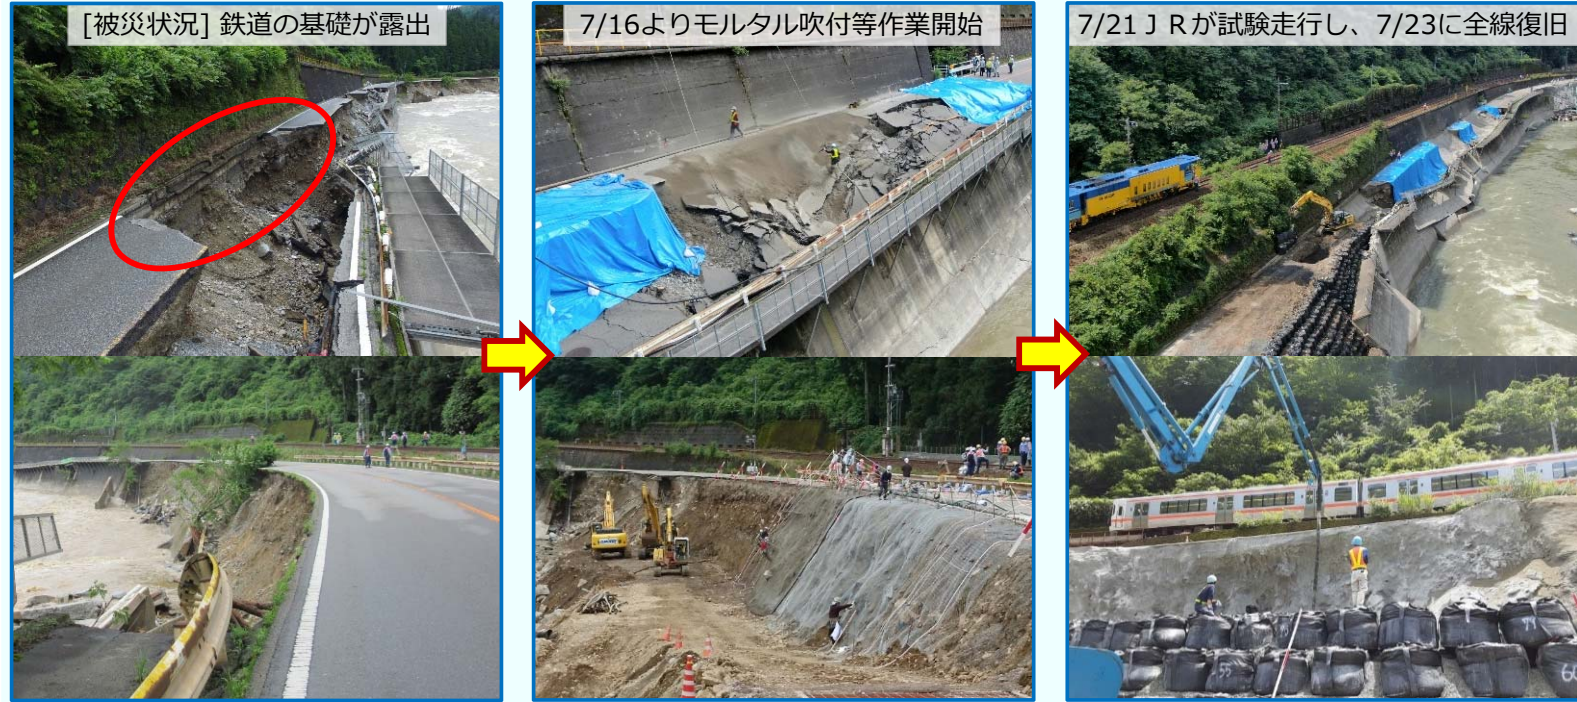 [被災状況] 鉄道の基礎が露出
7/16よりモルタル吹付等作業開始
7/21ＪＲが試験走行し、7/23に全線復旧
55
60